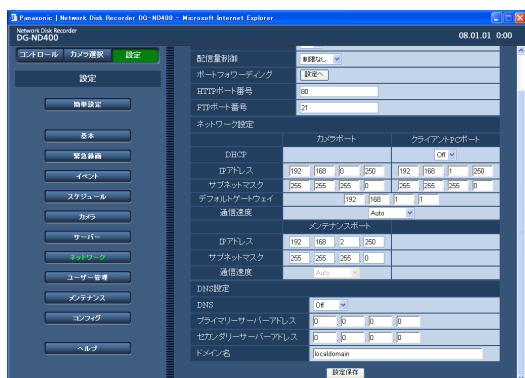 Panasonic | Network Disk Recorder DG-ND400 - Microsoft Internet Explorer
Network Disk Recorder
DG-ND400
08.01.01 0:00
コントロール カメラ選択 設定
設定
簡単設定
基本
緊急録画
イベント
スケジュール
カメラ
サーバー
ネットワーク
ユーザー管理
メンテナンス
コンフィグ
ヘルプ
配信量制御 制限なし
ポートフォワーディング 設定へ
HTTPポート番号 80
FTPポート番号 21
ネットワーク設定
カメラポート クライアントPCポート
DHCP Off
IPアドレス 192 168 0 250 192 168 1 250
サブネットマスク 255 255 255 0 255 255 255 0
デフォルトゲートウェイ 192 168 1 1
通信速度 Auto
メンテナンスポート
IPアドレス 192 168 2 250
サブネットマスク 255 255 255 0
通信速度 Auto
DNS設定
DNS Off
プライマリーサーバーアドレス 0 0 0 0
セカンダリーサーバーアドレス 0 0 0 0
ドメイン名 localdomain
設定保存